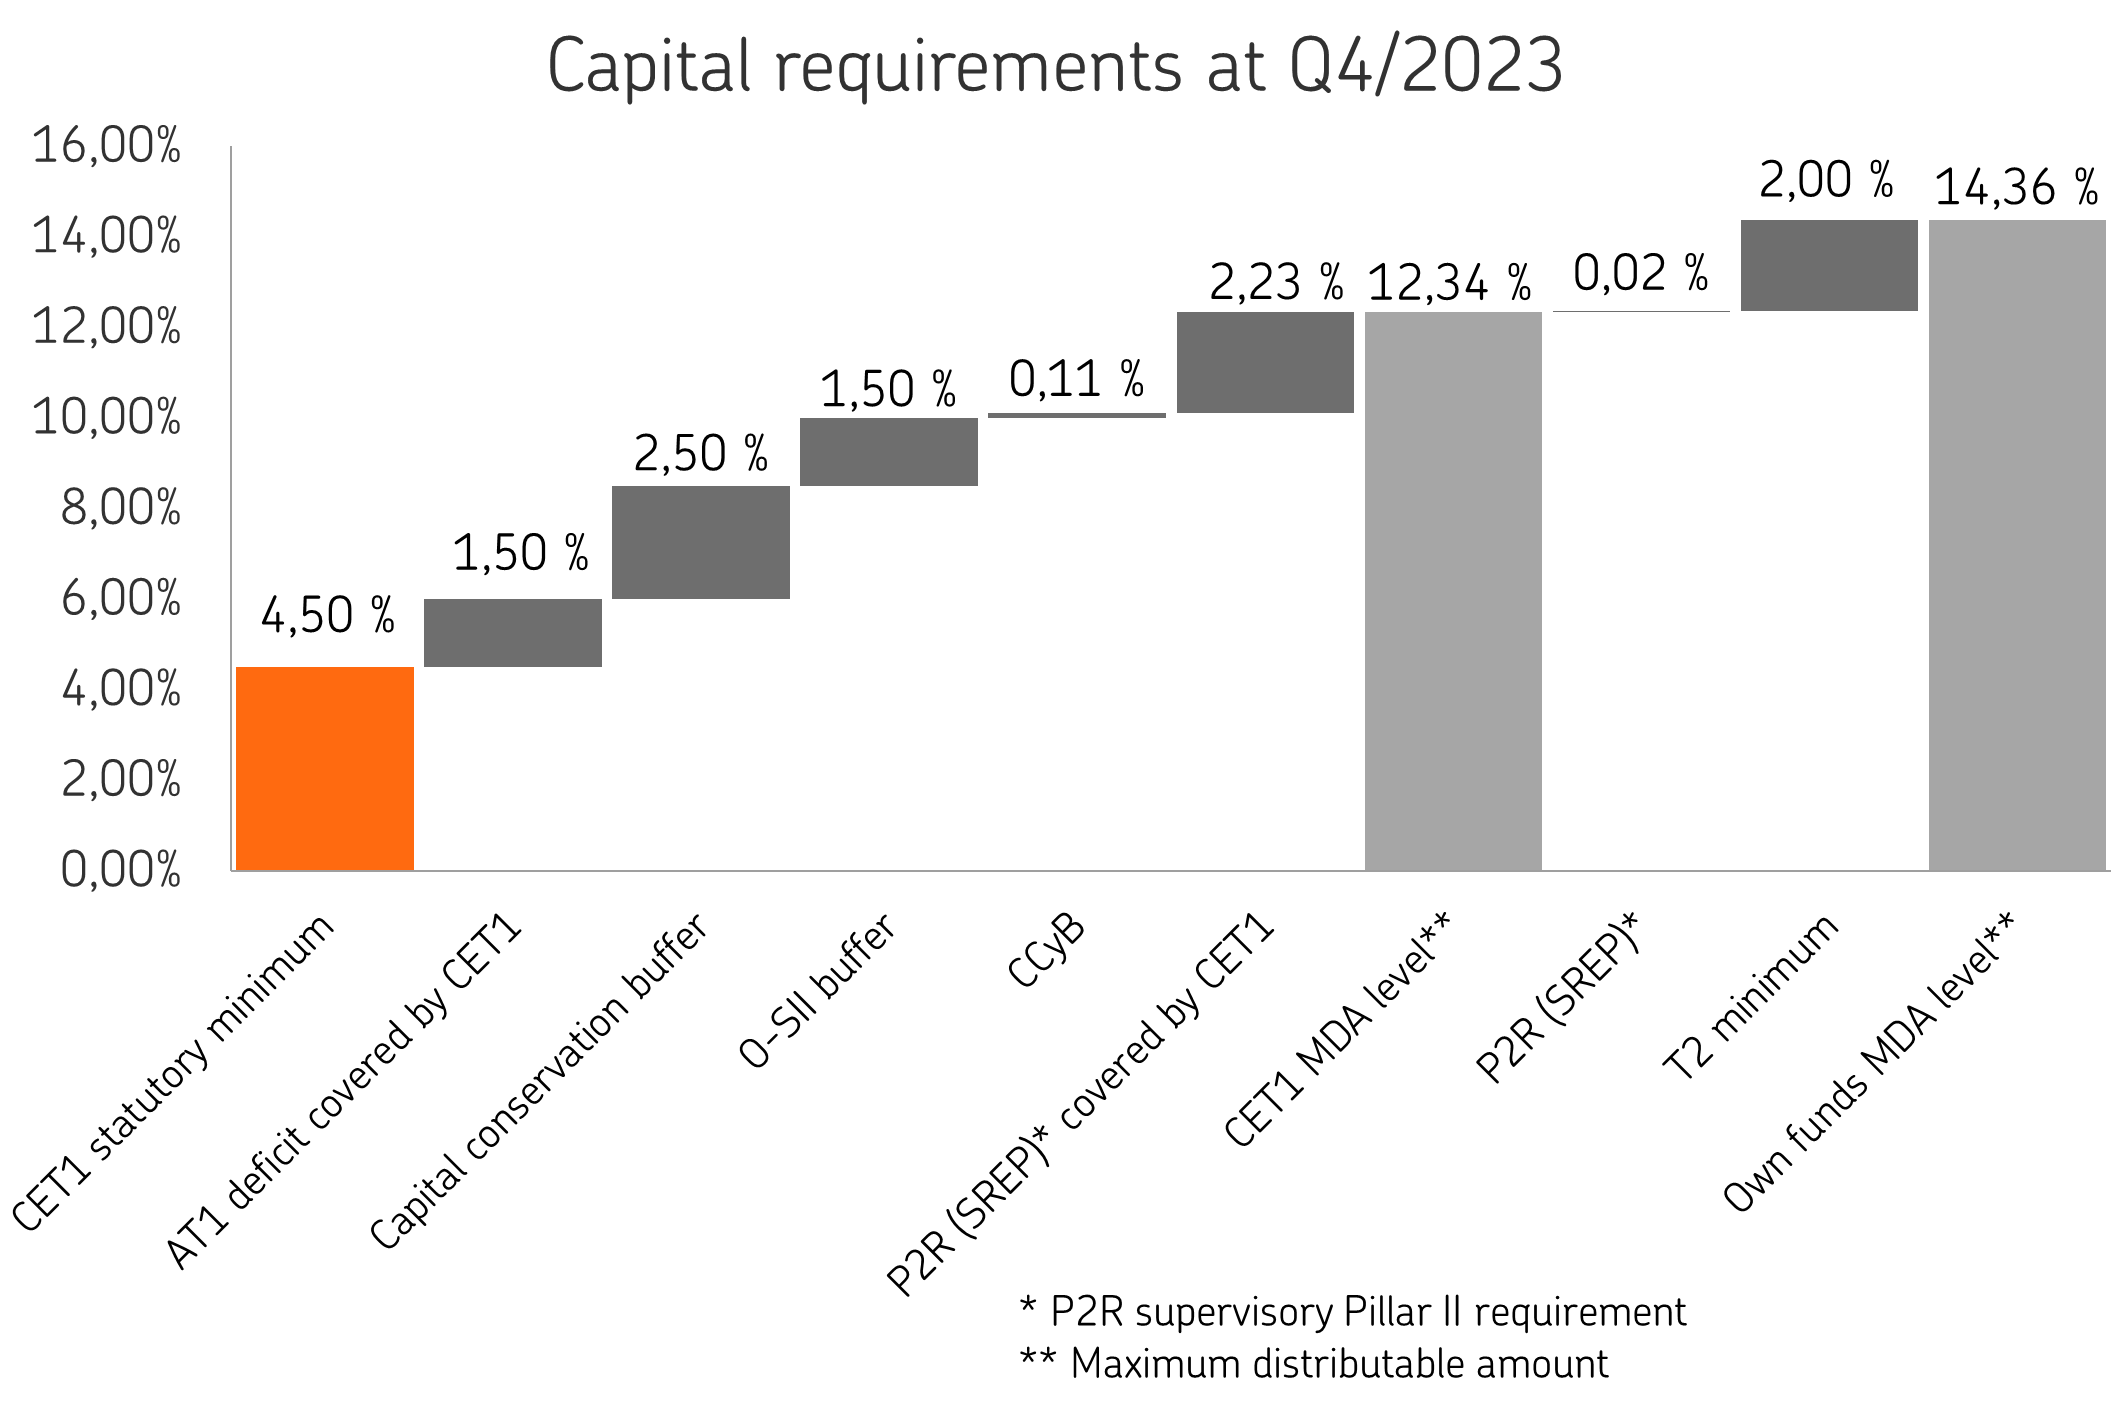 Capital requirements at Q4/2023
16,00%
14,00%
12,00%
10,00%
8,00%
6,00%
4,00%
2,00%
0,00%
4,50 %
1,50 %
2,50 %
1,50 %
0,11 %
2,23 %
12,34 %
0,02 %
2,00 %
14,36 %
CET1 statutory minimum
AT1 deficit covered by CET1
Capital conservation buffer
O-SII buffer
CCyB
P2R (SREP)* covered by CET1
CET1 MDA level**
P2R (SREP)*
T2 minimum
Own funds MDA level**
* P2R supervisory Pillar II requirement
** Maximum distributable amount